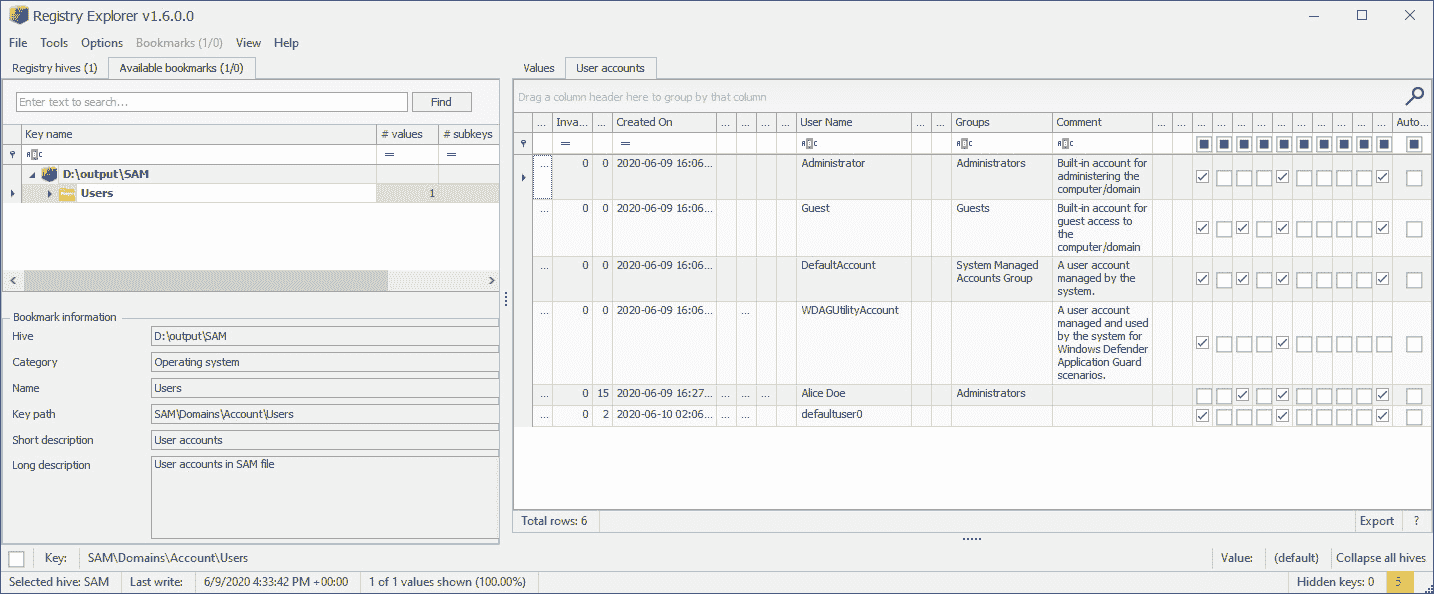 Registry Explorer v1.6.0.0
File Tools Options Bookmarks (1/0) View Help
Registry hives (1) Available bookmarks (1/0)
Enter text to search... Find
Key name # values # subkeys
ABC = =
D:\output\SAM
Users 1
Bookmark information
Hive D:\output\SAM
Category Operating system
Name Users
Key path SAM\Domains\Account\Users
Short description User accounts
Long description User accounts in SAM file
Values User accounts
Drag a column header here to group by that column
... Inva... ... Created On ... ... ... ... User Name ... ... Groups Comment ... ... ... ... ... ... ... ... ... ... ... ... Auto...
= = ABC ABC ABC
... 0 0 2020-06-09 16:06... Administrator Administrators Built-in account for
administering the
computer/domain
... 0 0 2020-06-09 16:06... Guest Guests Built-in account for
guest access to
the
computer/domain
... 0 0 2020-06-09 16:06... DefaultAccount System Managed A user account
Accounts Group managed by the
system.
... 0 0 2020-06-09 16:06... ... WDAGUtilityAccount A user account
managed and used
by the system for
Windows Defender
Application Guard
scenarios.
... 0 15 2020-06-09 16:27... ... ... ... Alice Doe Administrators
... 0 2 2020-06-10 02:06... ... ... defaultuser0
Total rows: 6 Export ?
Key: SAM\Domains\Account\Users Value: (default) Collapse all hives
Selected hive: SAM Last write: 6/9/2020 4:33:42 PM +00:00 1 of 1 values shown (100.00%) Hidden keys: 0 5